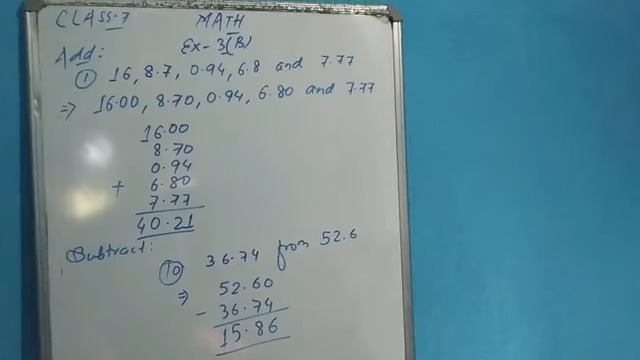 CLASS-7 MATH
EX-3(B)
Add:
① 16, 8.7, 0.94, 6.8 and 7.77
⇒ 16.00, 8.70, 0.94, 6.80 and 7.77
16.00
8.70
0.94
+ 6.80
7.77
40.21
Subtract:
⑩ 36.74 from 52.6
⇒ 52.60
- 36.74
15.86